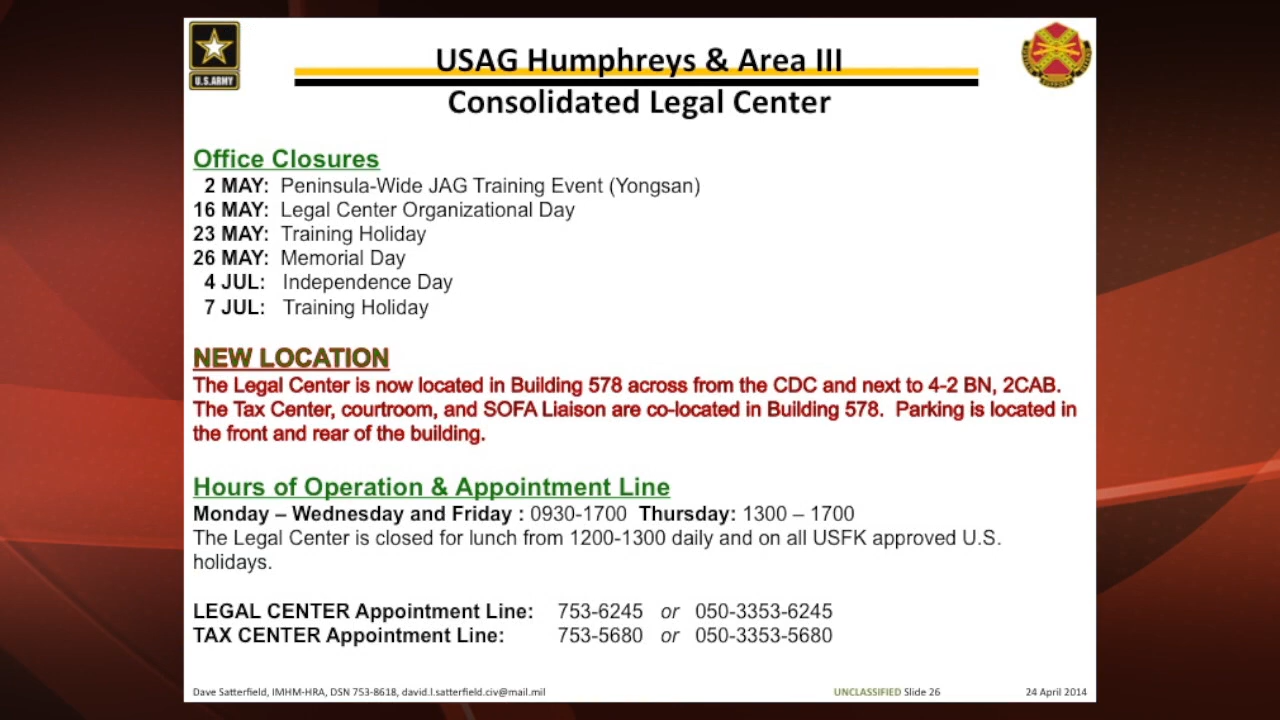 USAG Humphreys & Area III
Consolidated Legal Center
U.S.ARMY
Office Closures
2 MAY: Peninsula-Wide JAG Training Event (Yongsan)
16 MAY: Legal Center Organizational Day
23 MAY: Training Holiday
26 MAY: Memorial Day
4 JUL: Independence Day
7 JUL: Training Holiday
NEW LOCATION
The Legal Center is now located in Building 578 across from the CDC and next to 4-2 BN, 2CAB.
The Tax Center, courtroom, and SOFA Liaison are co-located in Building 578. Parking is located in
the front and rear of the building.
Hours of Operation & Appointment Line
Monday – Wednesday and Friday : 0930-1700 Thursday: 1300 – 1700
The Legal Center is closed for lunch from 1200-1300 daily and on all USFK approved U.S.
holidays.
LEGAL CENTER Appointment Line: 753-6245 or 050-3353-6245
TAX CENTER Appointment Line: 753-5680 or 050-3353-5680
Dave Satterfield, IMHM-HRA, DSN 753-8618, david.l.satterfield.civ@mail.mil
UNCLASSIFIED Slide 26
24 April 2014